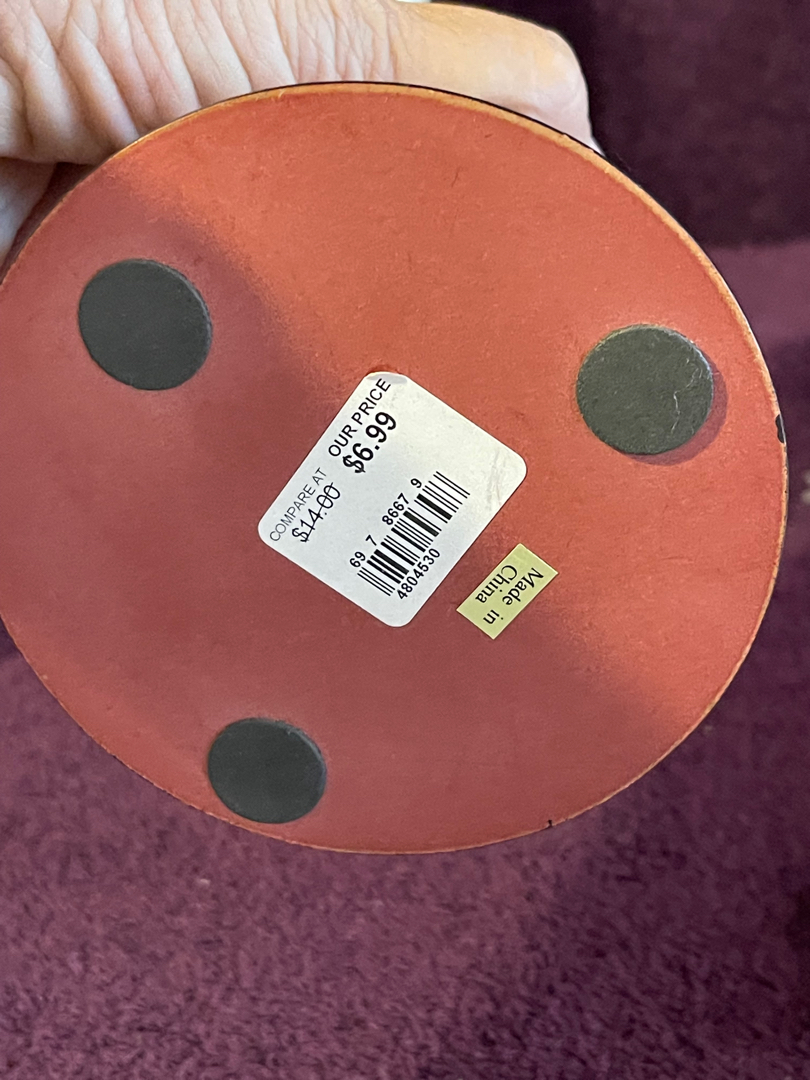 COMPARE AT
$14.00
OUR PRICE
$6.99
69 7 8667 9
4804530
Made in
China